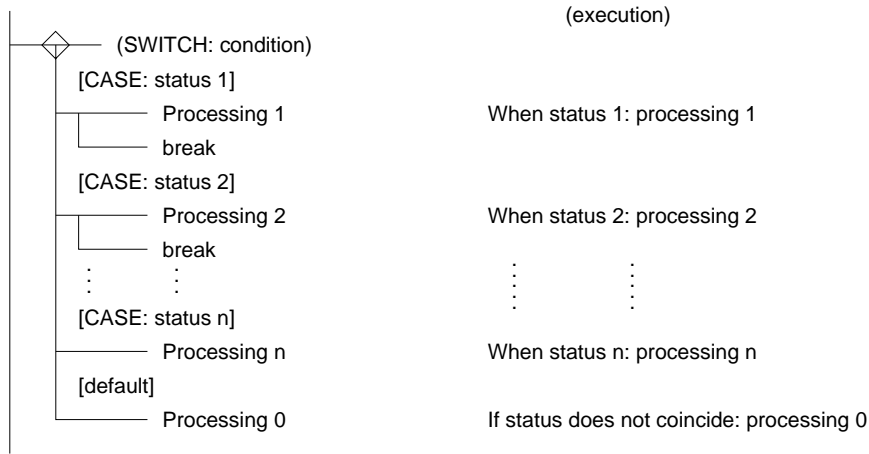 (execution)
(SWITCH: condition)
[CASE: status 1]
Processing 1 When status 1: processing 1
break
[CASE: status 2]
Processing 2 When status 2: processing 2
break
[CASE: status n]
Processing n When status n: processing n
[default]
Processing 0 If status does not coincide: processing 0